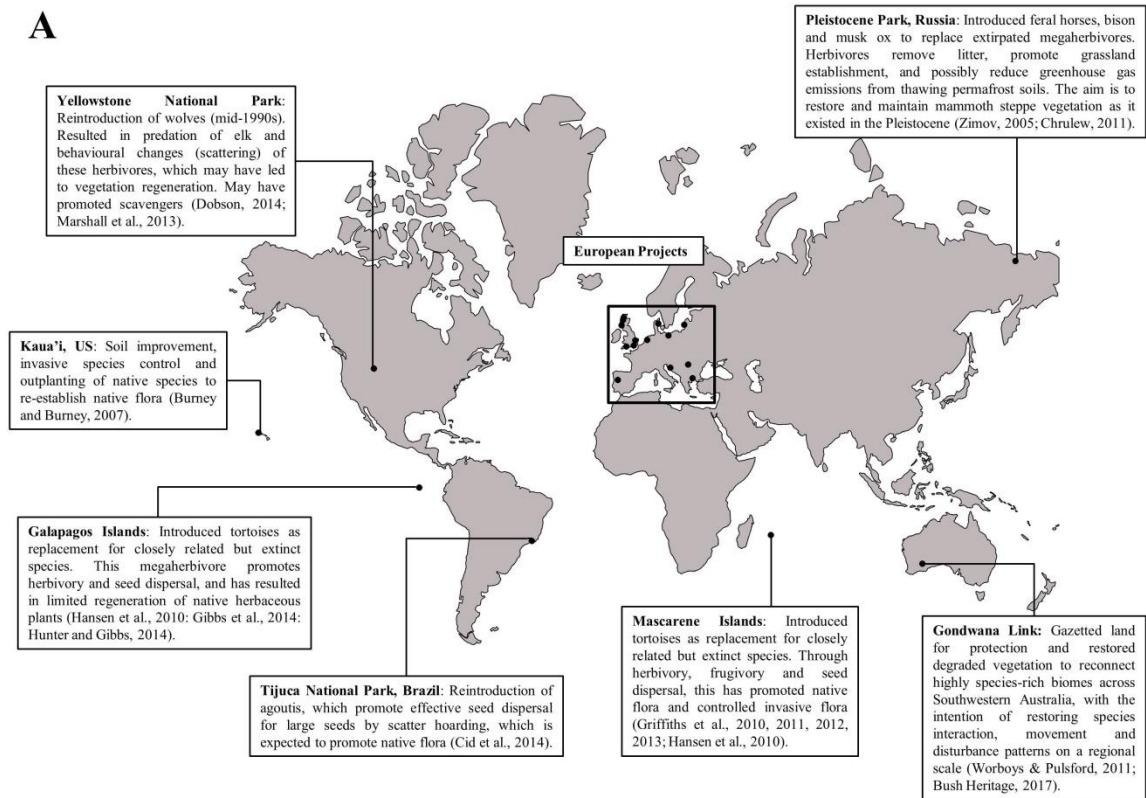 A
Pleistocene Park, Russia: Introduced feral horses, bison
and musk ox to replace extirpated megaherbivores.
Herbivores remove litter, promote grassland
establishment, and possibly reduce greenhouse gas
emissions from thawing permafrost soils. The aim is to
restore and maintain mammoth steppe vegetation as it
existed in the Pleistocene (Zimov, 2005; Chrulew, 2011).
Yellowstone National Park:
Reintroduction of wolves (mid-1990s).
Resulted in predation of elk and
behavioural changes (scattering) of
these herbivores, which may have led
to vegetation regeneration. May have
promoted scavengers (Dobson, 2014;
Marshall et al., 2013).
European Projects
Kaua'i, US: Soil improvement,
invasive species control and
outplanting of native species to
re-establish native flora (Burney
and Burney, 2007).
Galapagos Islands: Introduced tortoises as
replacement for closely related but extinct
species. This megaherbivore promotes
herbivory and seed dispersal, and has resulted
in limited regeneration of native herbaceous
plants (Hansen et al., 2010: Gibbs et al., 2014:
Hunter and Gibbs, 2014).
Tijuca National Park, Brazil: Reintroduction of
agoutis, which promote effective seed dispersal
for large seeds by scatter hoarding, which is
expected to promote native flora (Cid et al., 2014).
Mascarene Islands: Introduced
tortoises as replacement for closely
related but extinct species. Through
herbivory, frugivory and seed
dispersal, this has promoted native
flora and controlled invasive flora
(Griffiths et al., 2010, 2011, 2012,
2013; Hansen et al., 2010).
Gondwana Link: Gazetted land
for protection and restored
degraded vegetation to reconnect
highly species-rich biomes across
Southwestern Australia, with the
intention of restoring species
interaction, movement and
disturbance patterns on a regional
scale (Worboys & Pulsford, 2011;
Bush Heritage, 2017).